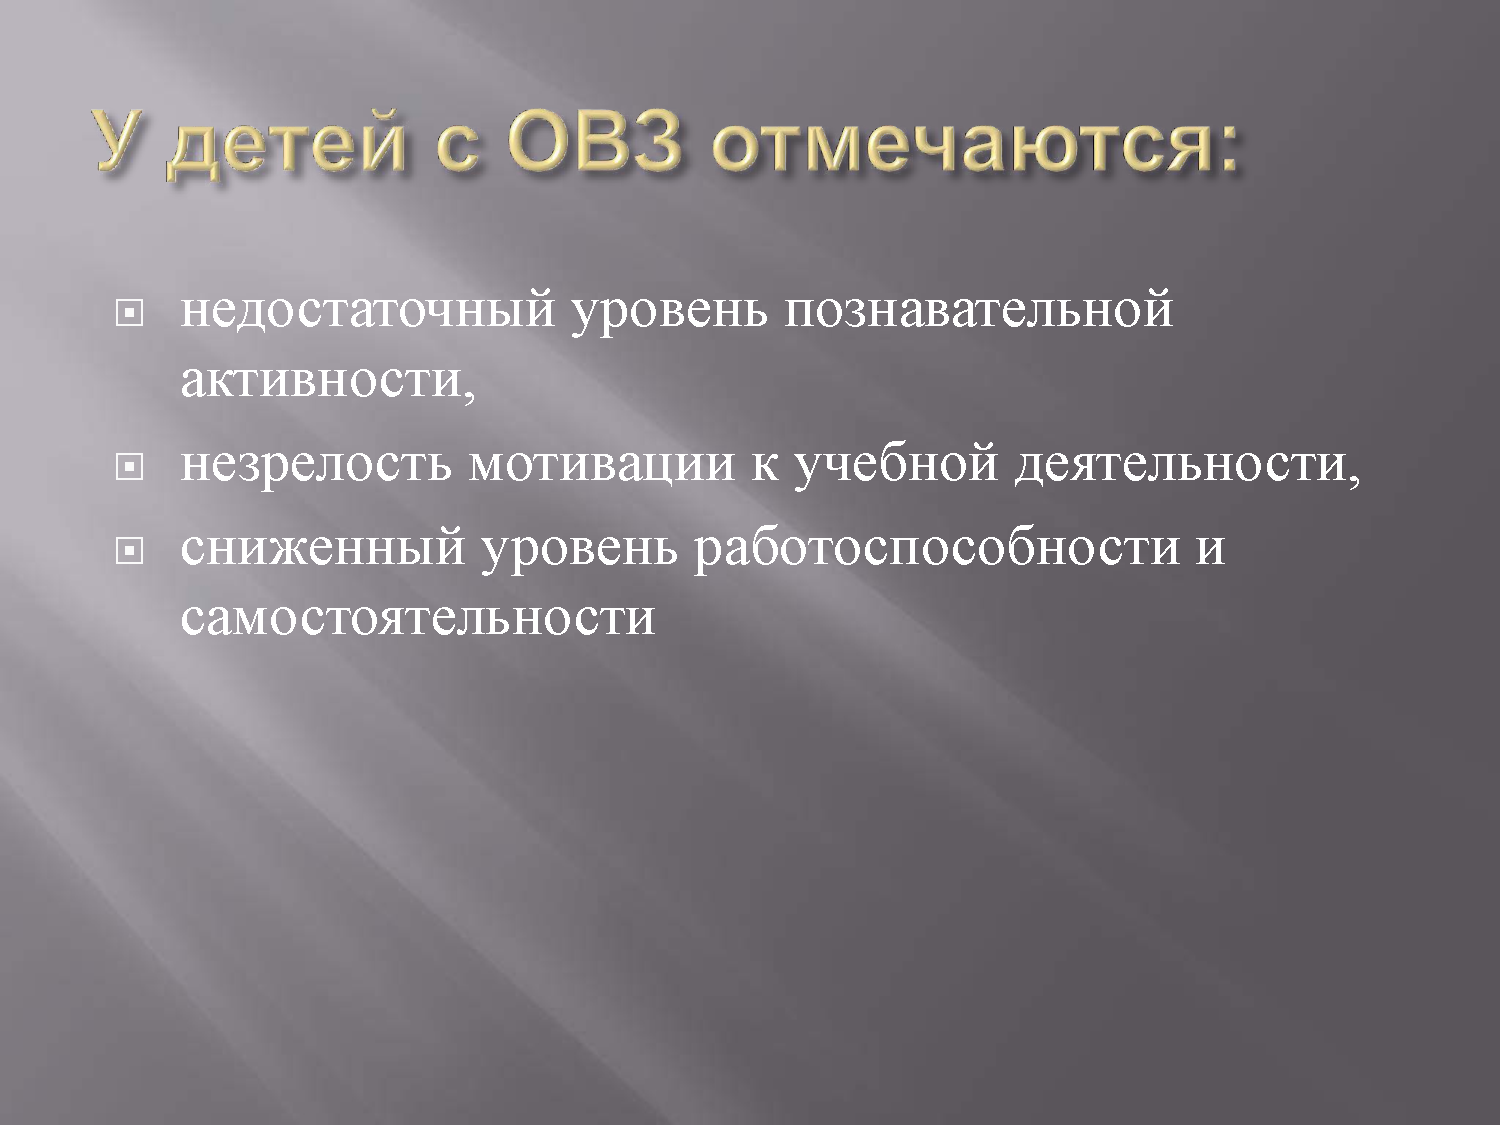 У детей с ОВЗ отмечаются:
недостаточный уровень познавательной
активности,
незрелость мотивации к учебной деятельности,
сниженный уровень работоспособности и
самостоятельности